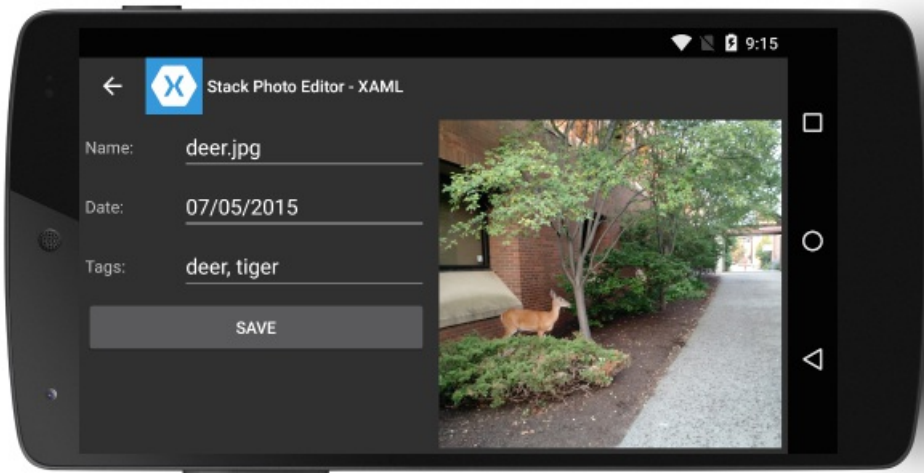 9:15
Stack Photo Editor - XAML
Name: deer.jpg
Date: 07/05/2015
Tags: deer, tiger
SAVE